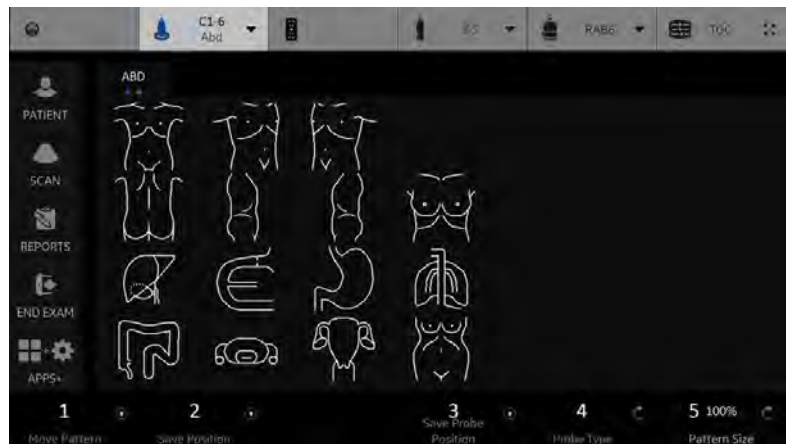 C1-6
Abd
RAB6
TGC
ABD
PATIENT
SCAN
REPORTS
END EXAM
APPS+
1
2
3
4
5 100%
Move Pattern
Save Position
Save Probe
Position
Probe Type
Pattern Size